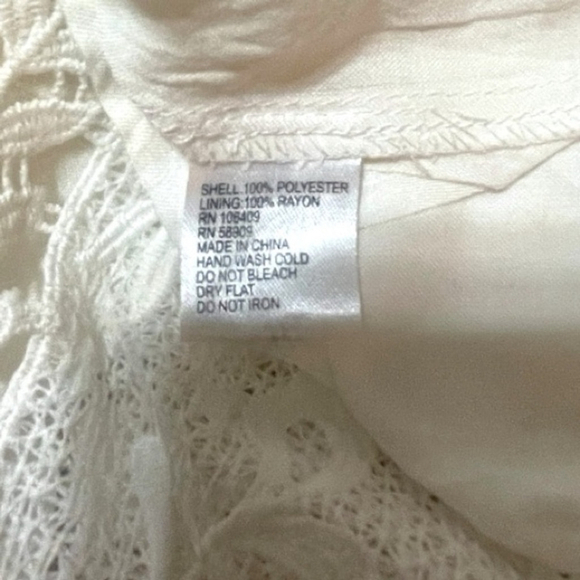 SHELL:100% POLYESTER
LINING:100% RAYON
RN 106409
RN 58909
MADE IN CHINA
HAND WASH COLD
DO NOT BLEACH
DRY FLAT
DO NOT IRON